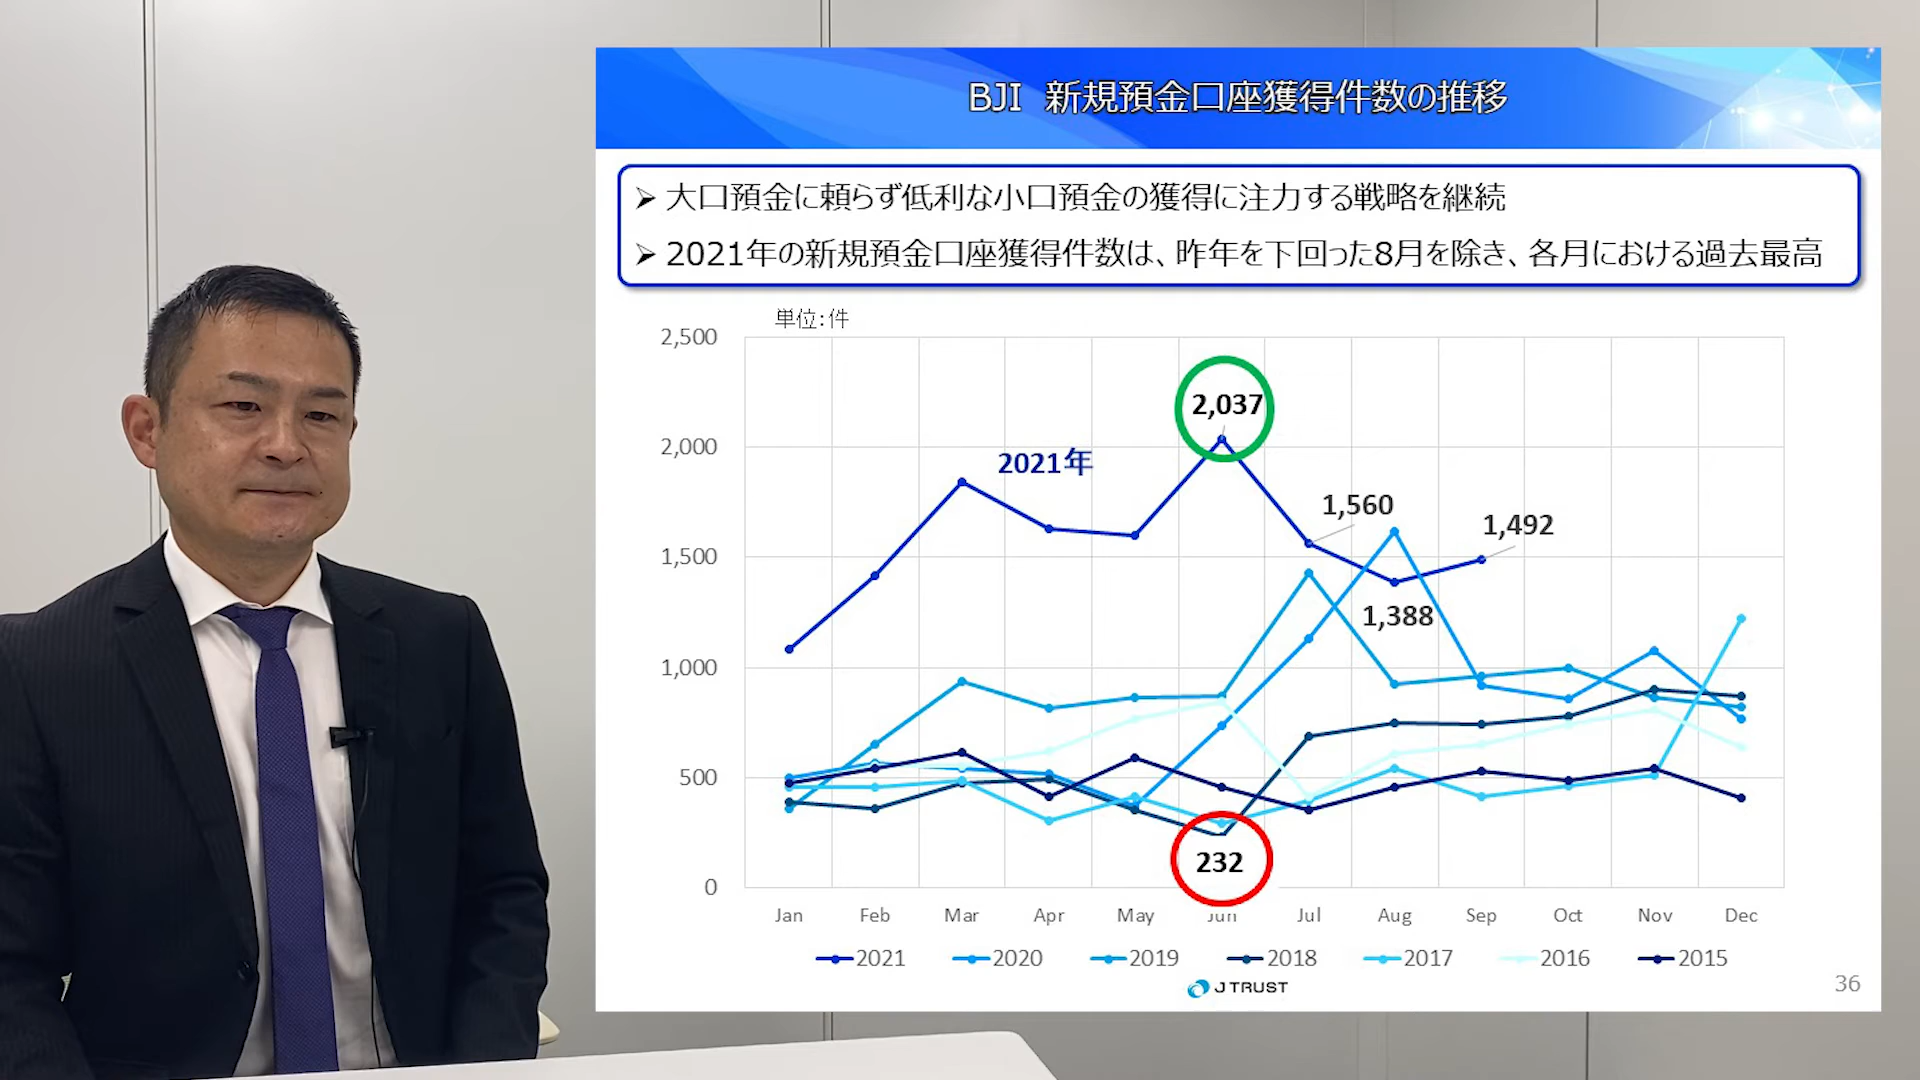 BJI 新規預金口座獲得件数の推移
➢ 大口預金に頼らず低利な小口預金の獲得に注力する戦略を継続
➢ 2021年の新規預金口座獲得件数は、昨年を下回った8月を除き、各月における過去最高
単位：件
2,500
2,000
1,500
1,000
500
0
2021年
2,037
1,560
1,492
1,388
232
Jan Feb Mar Apr May Jun Jul Aug Sep Oct Nov Dec
2021 2020 2019 2018 2017 2016 2015
J TRUST
36